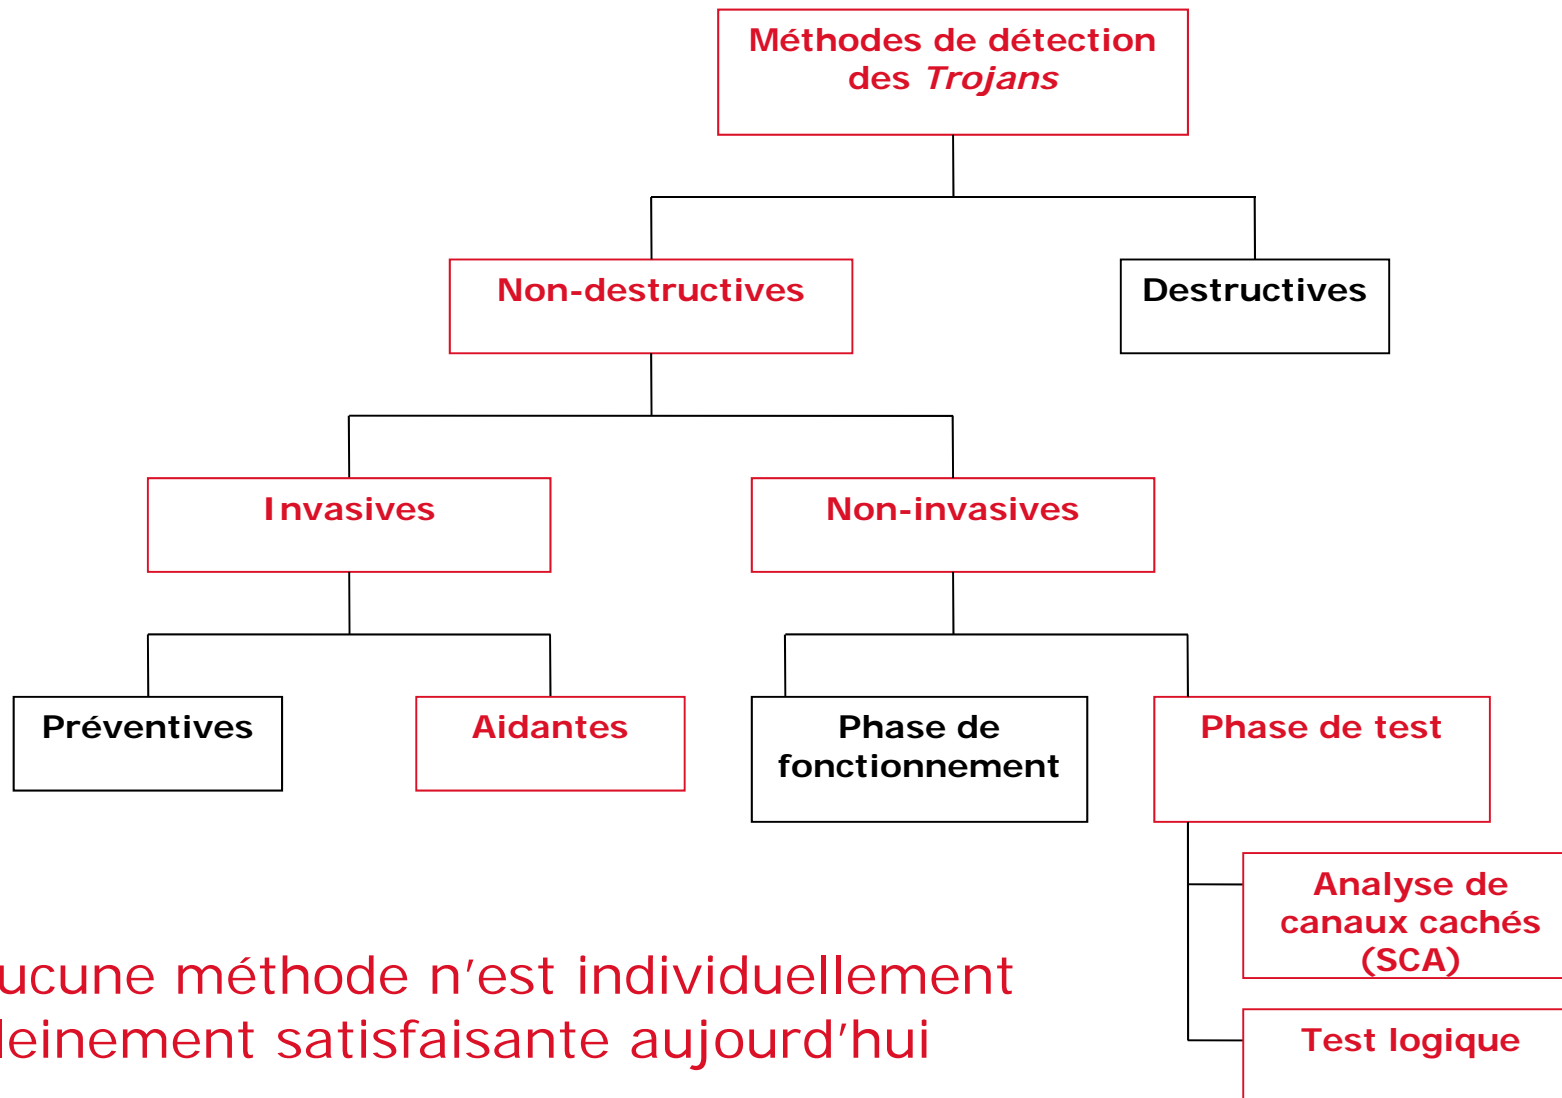 Méthodes de détection
des Trojans
Non-destructives
Destructives
Invasives
Non-invasives
Préventives
Aidantes
Phase de
fonctionnement
Phase de test
Analyse de
canaux cachés
(SCA)
Test logique
ucune méthode n'est individuellement
leinement satisfaisante aujourd'hui